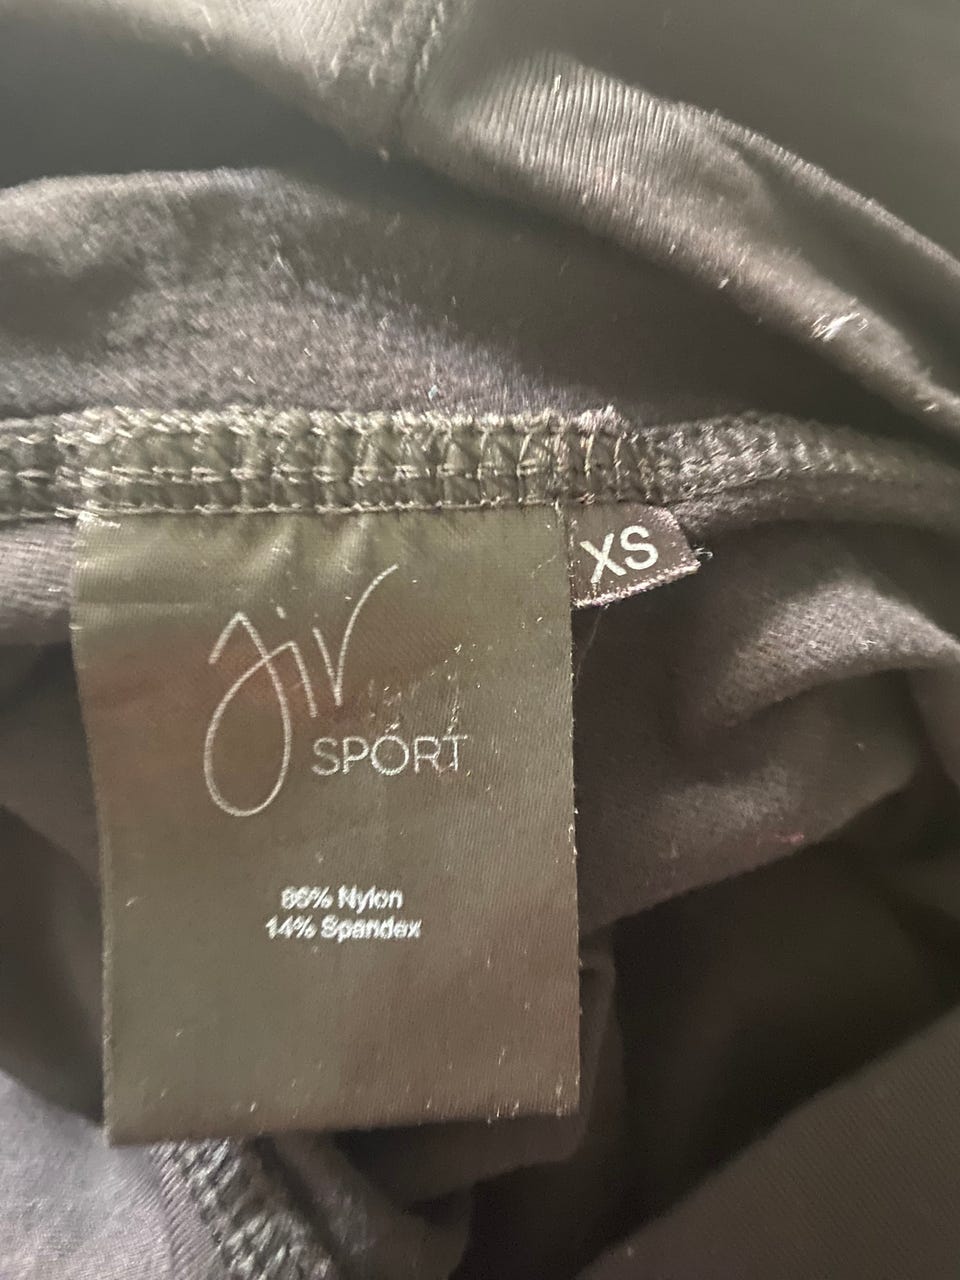 XS
jiv
SPORT
86% Nylon
14% Spandex